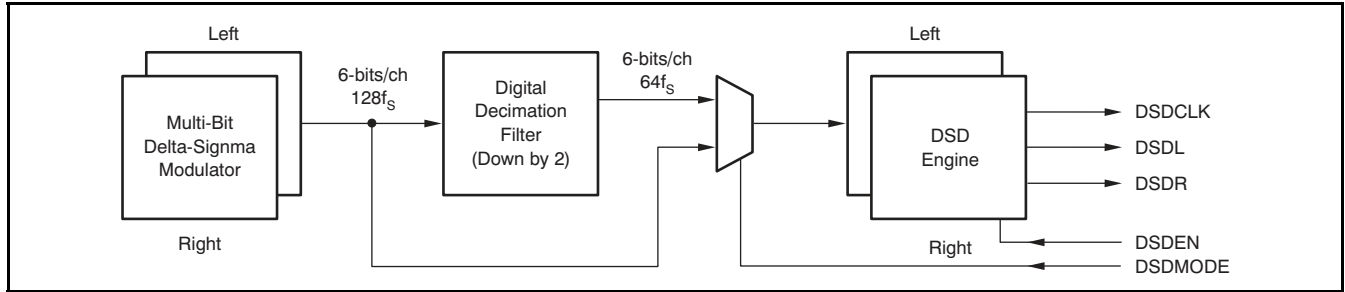 Left
Multi-Bit
Delta-Signma
Modulator
Right
6-bits/ch
128fS
Digital
Decimation
Filter
(Down by 2)
6-bits/ch
64fS
Left
DSD
Engine
Right
DSDCLK
DSDL
DSDR
DSDEN
DSDMODE